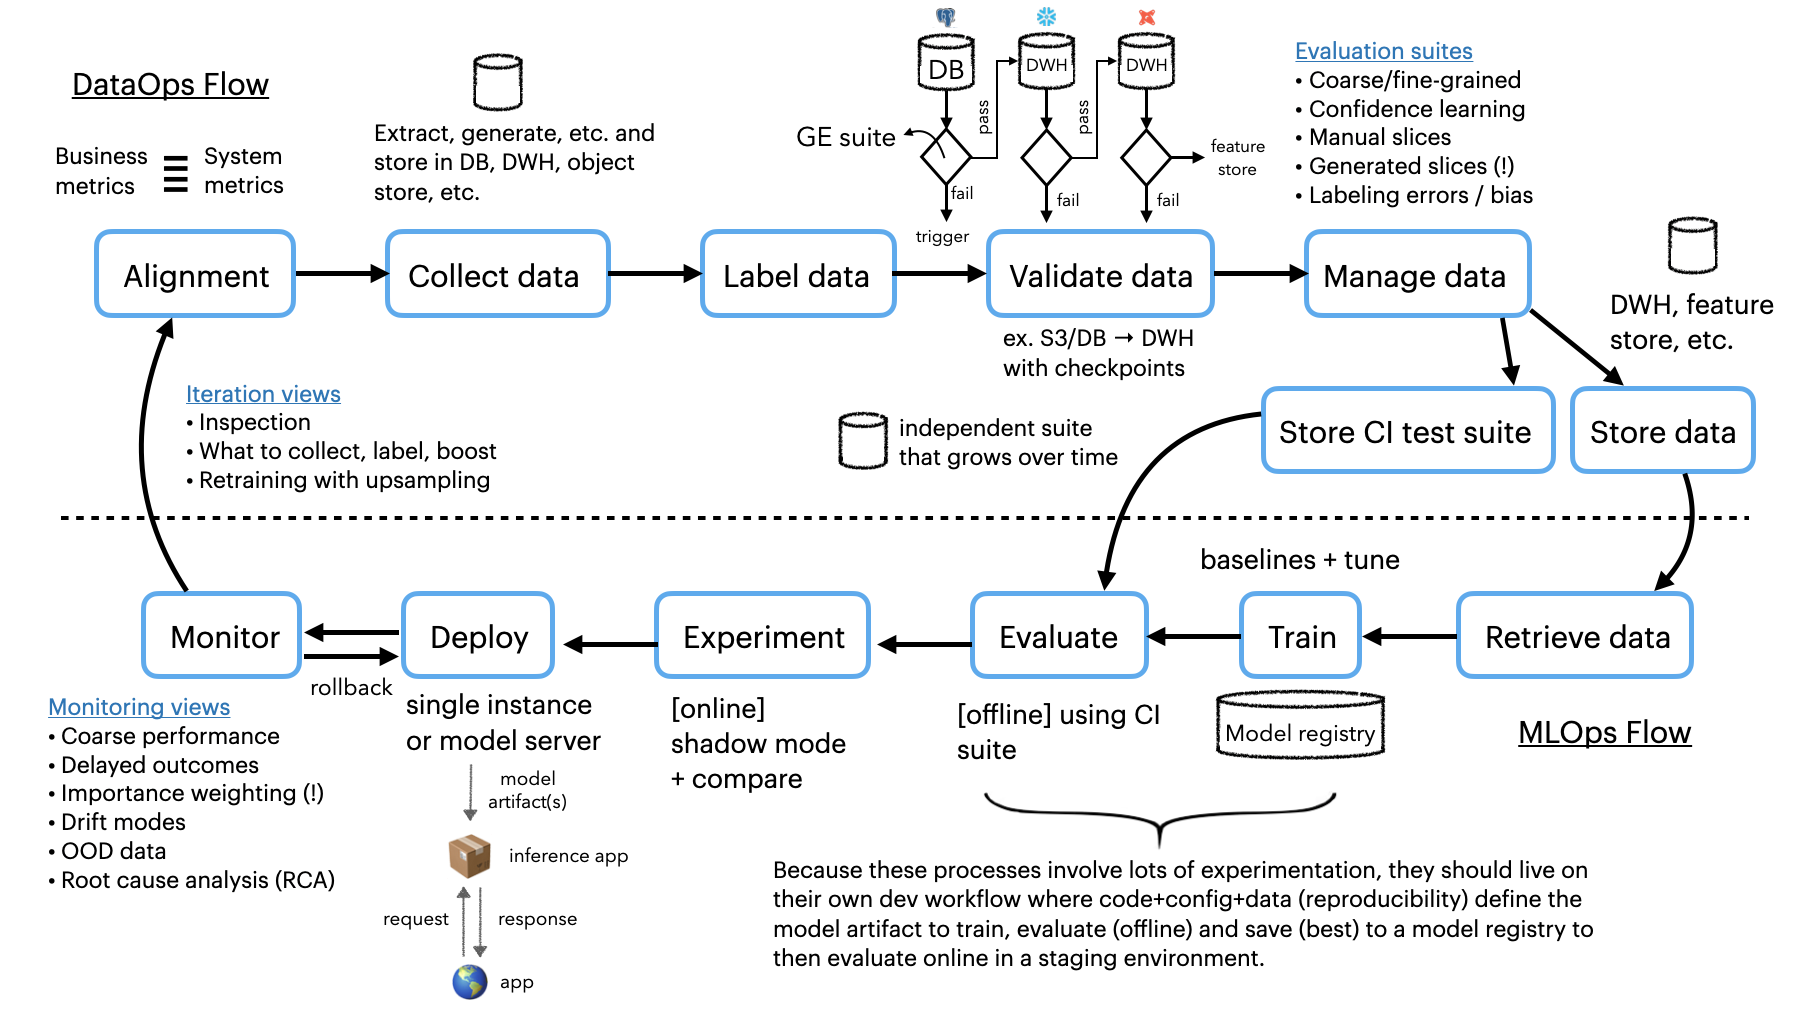 DataOps Flow
Business
metrics
System
metrics
Extract, generate, etc. and
store in DB, DWH, object
store, etc.
DB
DWH
DWH
pass
pass
GE suite
feature
store
fail
fail
fail
trigger
Evaluation suites
• Coarse/fine-grained
• Confidence learning
• Manual slices
• Generated slices (!)
• Labeling errors / bias
Alignment
Collect data
Label data
Validate data
Manage data
DWH, feature
store, etc.
ex. S3/DB → DWH
with checkpoints
Iteration views
• Inspection
• What to collect, label, boost
• Retraining with upsampling
independent suite
that grows over time
Store CI test suite
Store data
baselines + tune
Monitor
Deploy
Experiment
Evaluate
Train
Retrieve data
rollback
Monitoring views
• Coarse performance
• Delayed outcomes
• Importance weighting (!)
• Drift modes
• OOD data
• Root cause analysis (RCA)
single instance
or model server
model
artifact(s)
inference app
request
response
app
[online]
shadow mode
+ compare
[offline] using CI
suite
Model registry
MLOps Flow
Because these processes involve lots of experimentation, they should live on
their own dev workflow where code+config+data (reproducibility) define the
model artifact to train, evaluate (offline) and save (best) to a model registry to
then evaluate online in a staging environment.